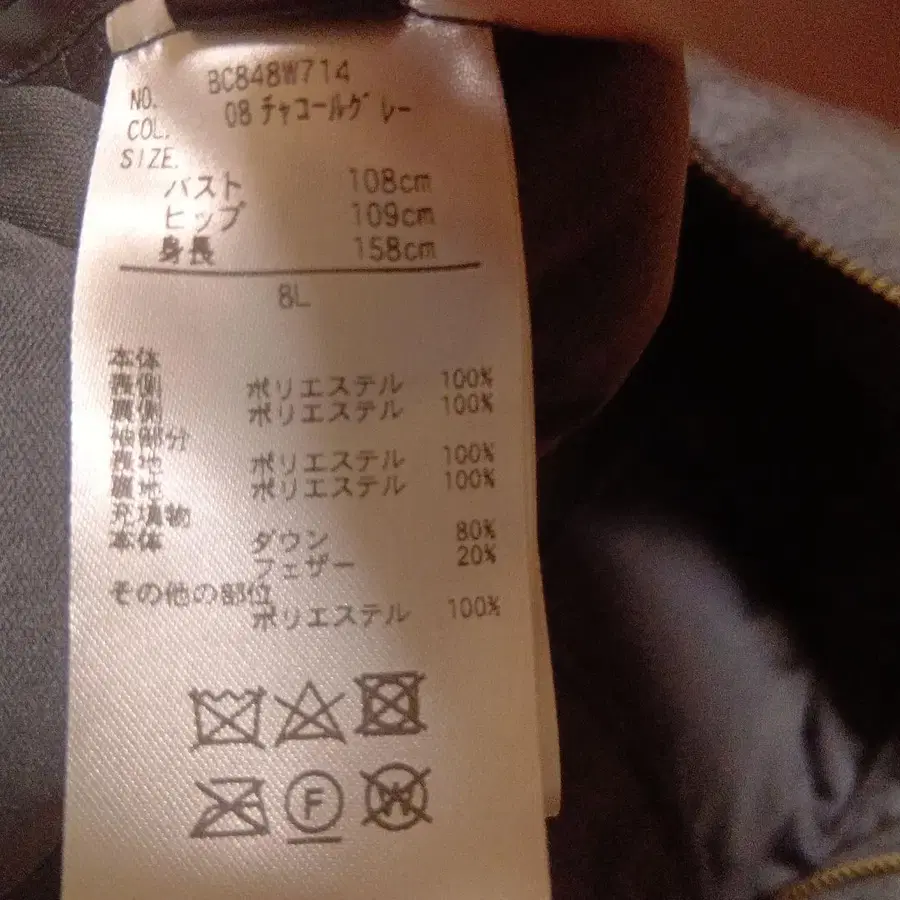 NO. BC848W714
COL. 08 チャコールグレー
SIZE.
バスト 108cm
ヒップ 109cm
身長 158cm
8L
本体
表側 ポリエステル 100%
裏側 ポリエステル 100%
袖部分
表地 ポリエステル 100%
裏地 ポリエステル 100%
充填物
本体 ダウン 80%
フェザー 20%
その他の部位
ポリエステル 100%
F W